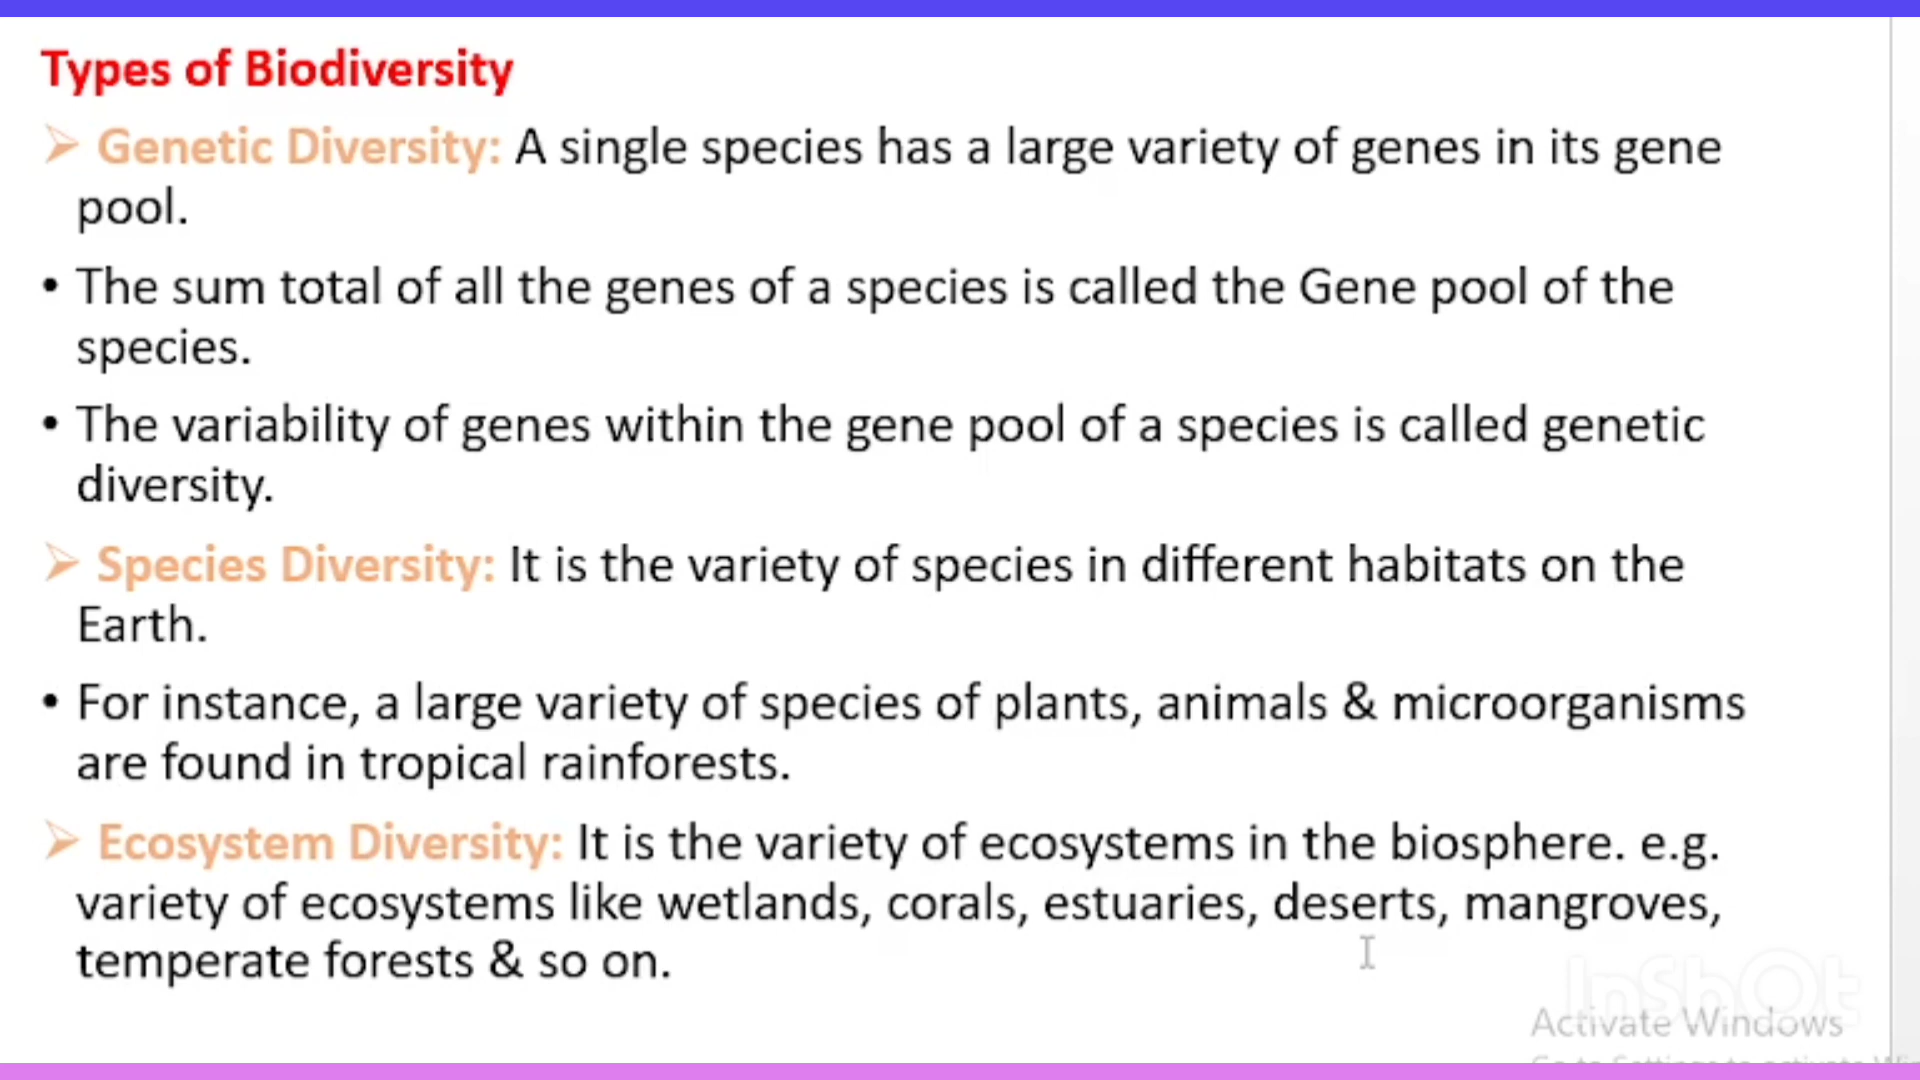 Types of Biodiversity
➢ Genetic Diversity: A single species has a large variety of genes in its gene
pool.
• The sum total of all the genes of a species is called the Gene pool of the
species.
• The variability of genes within the gene pool of a species is called genetic
diversity.
➢ Species Diversity: It is the variety of species in different habitats on the
Earth.
• For instance, a large variety of species of plants, animals & microorganisms
are found in tropical rainforests.
➢ Ecosystem Diversity: It is the variety of ecosystems in the biosphere. e.g.
variety of ecosystems like wetlands, corals, estuaries, deserts, mangroves,
temperate forests & so on.
InShOt
Activate Windows